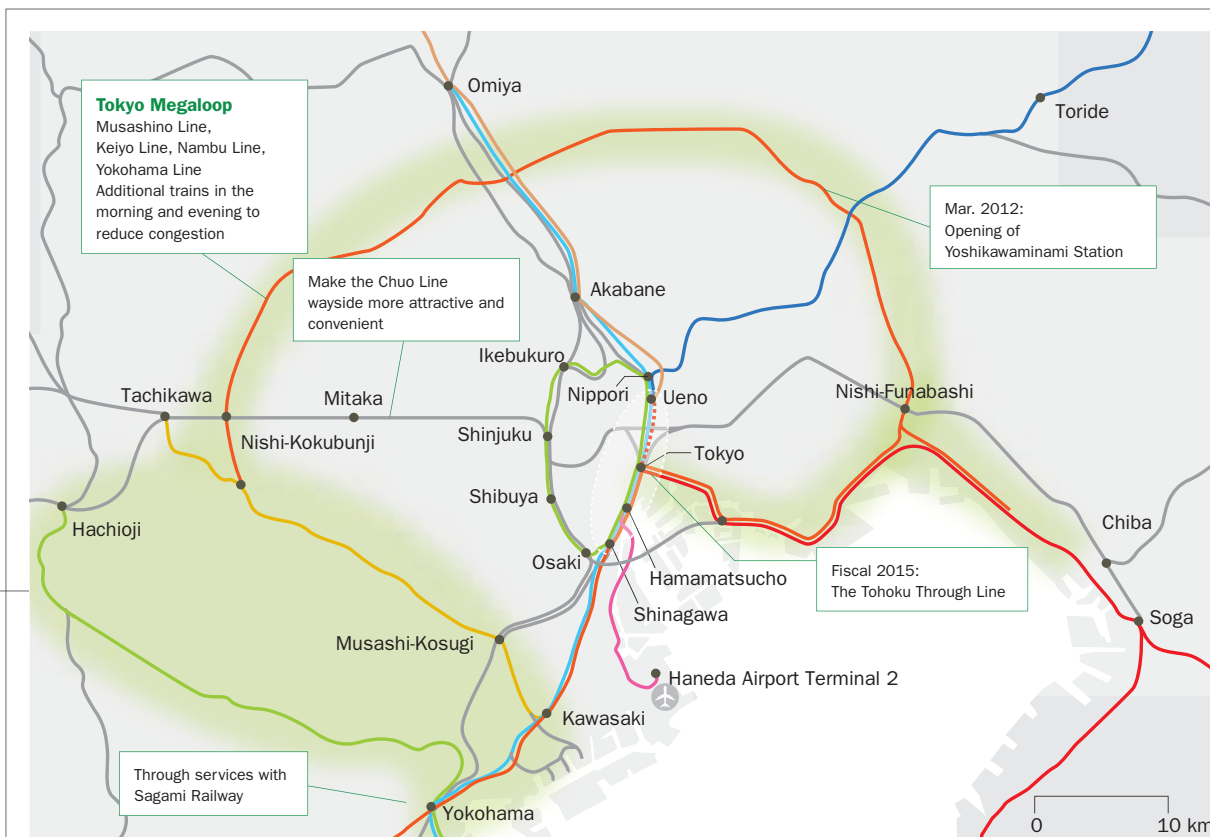 Omiya
Toride
Tokyo Megaloop
Musashino Line,
Keiyo Line, Nambu Line,
Yokohama Line
Additional trains in the
morning and evening to
reduce congestion
Mar. 2012:
Opening of
Yoshikawaminami Station
Make the Chuo Line
wayside more attractive and
convenient
Akabane
Ikebukuro
Nippori
Ueno
Nishi-Funabashi
Tachikawa
Mitaka
Nishi-Kokubunji
Shinjuku
Tokyo
Shibuya
Hachioji
Chiba
Osaki
Hamamatsucho
Fiscal 2015:
The Tohoku Through Line
Shinagawa
Soga
Musashi-Kosugi
Haneda Airport Terminal 2
Kawasaki
Through services with
Sagami Railway
Yokohama
0 10 km